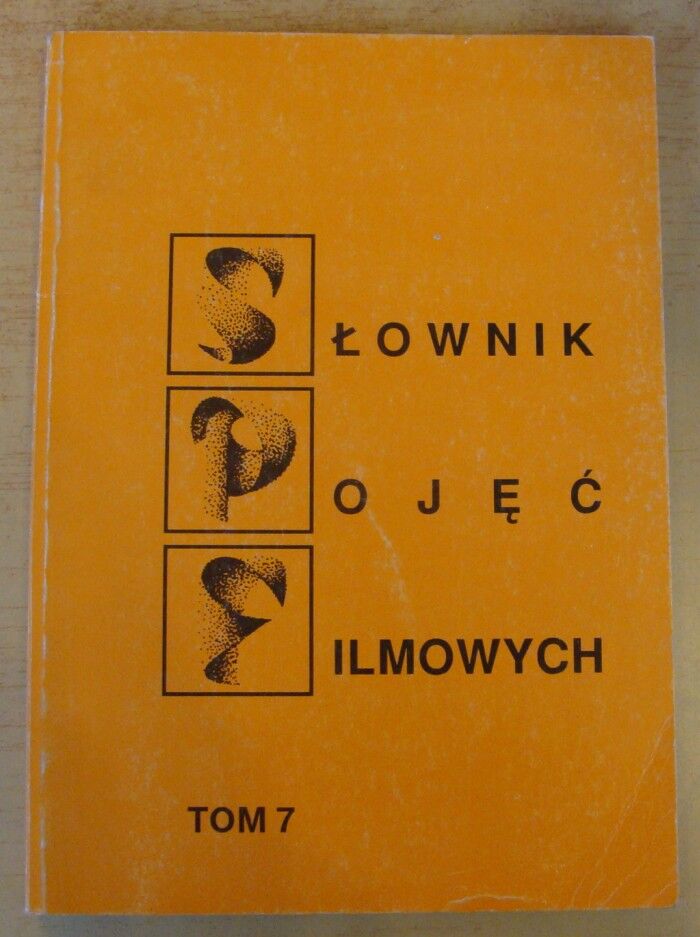 SŁOWNIK
POJĘĆ
FILMOWYCH
TOM 7